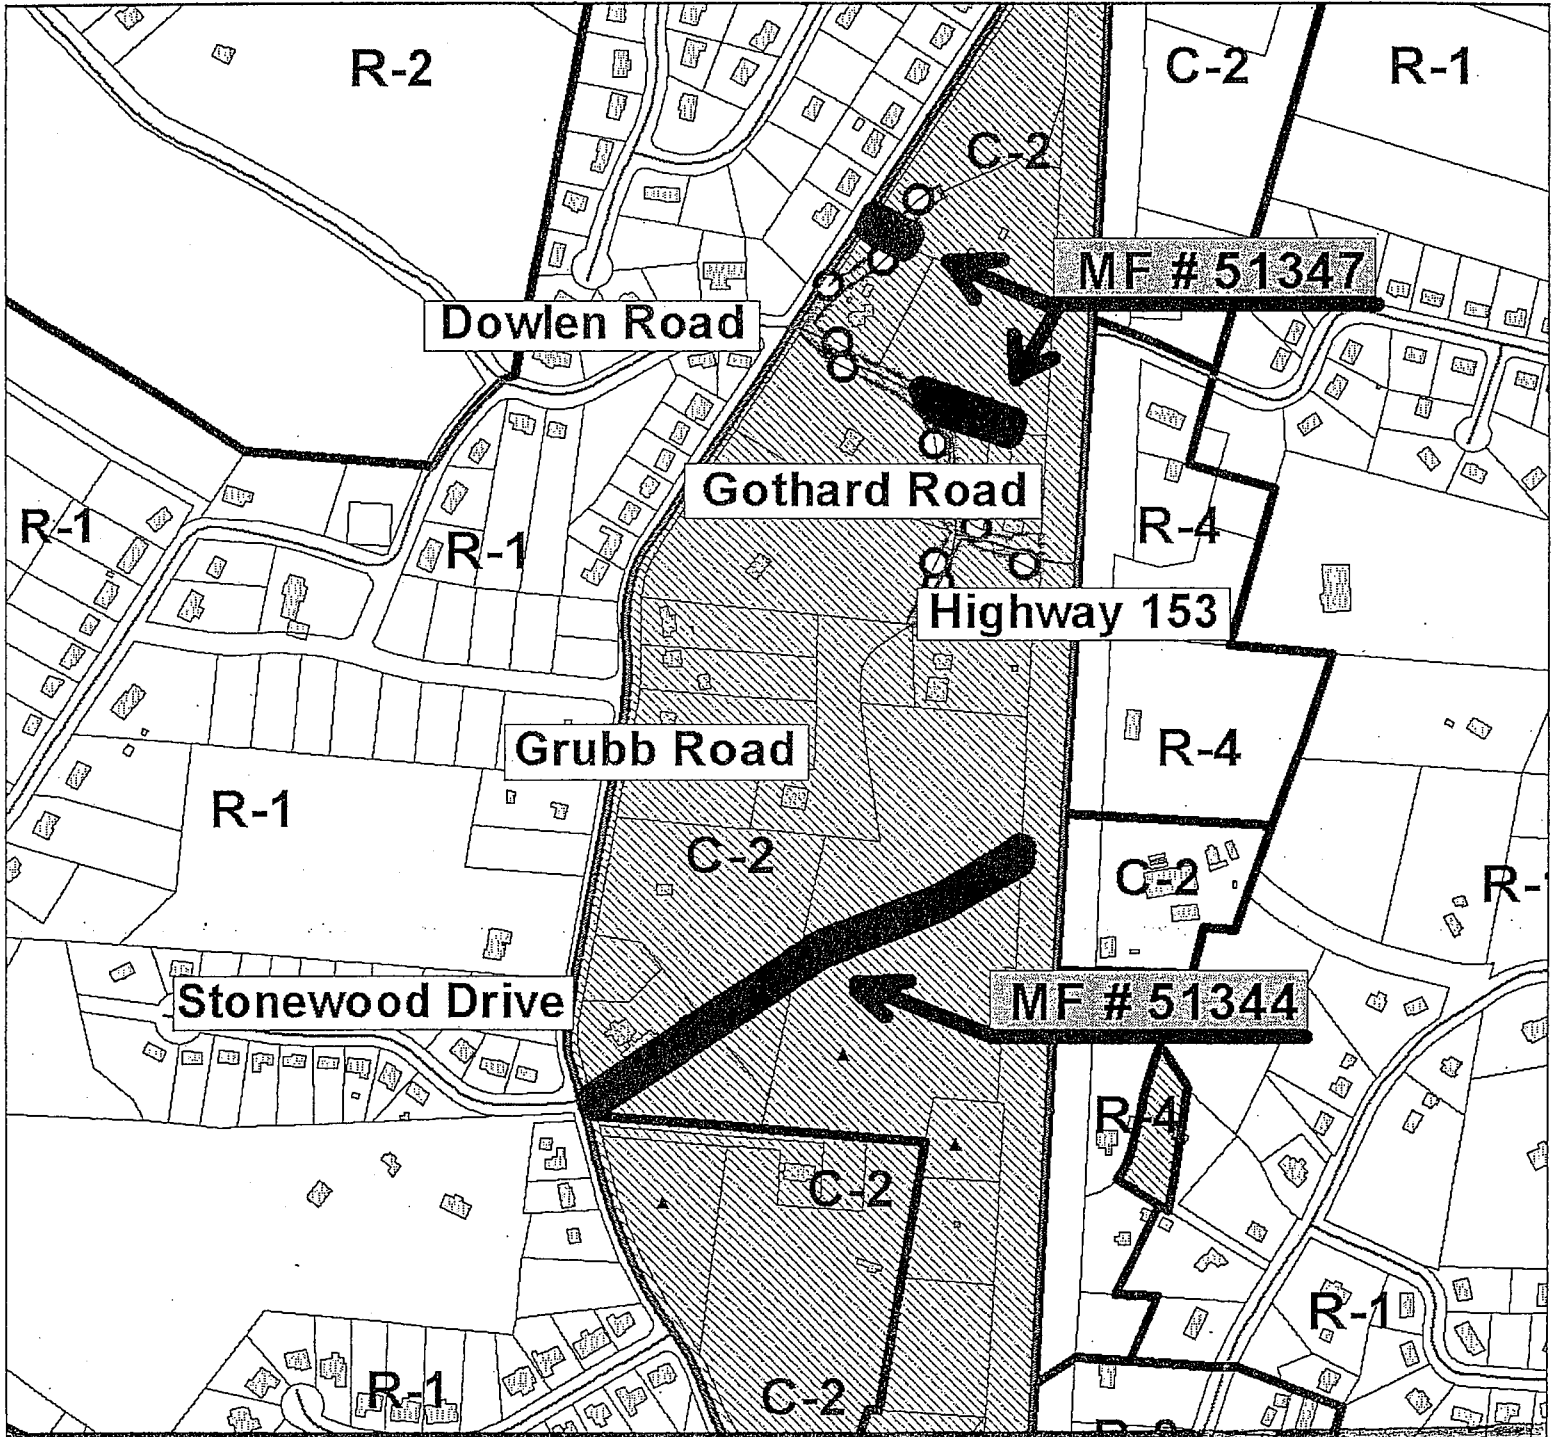 R-2
C-2
R-1
C-2
MF # 51347
Dowlen Road
Gothard Road
R-1
R-1
R-4
Highway 153
Grubb Road
R-4
R-1
C-2
C-2
R-
Stonewood Drive
MF # 51344
R-4
C-2
R-1
R-1
C-2